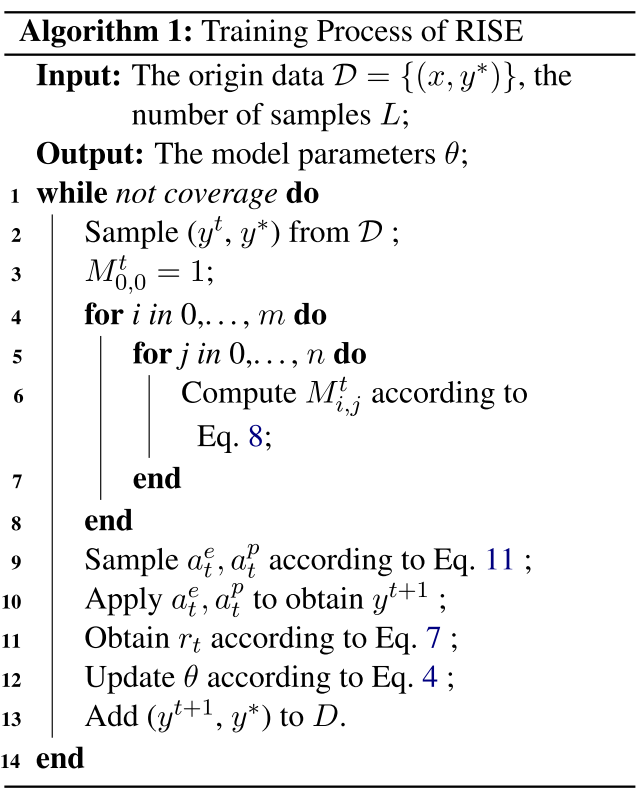 Algorithm 1: Training Process of RISE
Input: The origin data 𝒟 = {(x, y*)}, the
number of samples L;
Output: The model parameters θ;
1 while not coverage do
2 Sample (y^t, y*) from 𝒟 ;
3 M^t_{0,0} = 1;
4 for i in 0,..., m do
5 for j in 0,..., n do
6 Compute M^t_{i,j} according to
Eq. 8;
7 end
8 end
9 Sample a^e_t, a^p_t according to Eq. 11 ;
10 Apply a^e_t, a^p_t to obtain y^{t+1} ;
11 Obtain r_t according to Eq. 7 ;
12 Update θ according to Eq. 4 ;
13 Add (y^{t+1}, y*) to D.
14 end